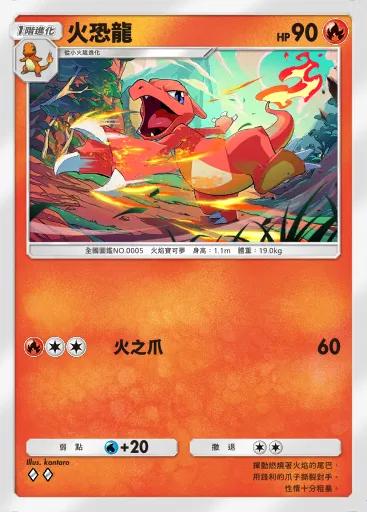 1階進化
火恐龍
HP 90
從小火龍進化
全國圖鑑NO.0005 火焰寶可夢 身高：1.1m 體重：19.0kg
火之爪 60
弱點 +20 撤退
Illus. kantaro
揮動燃燒著火焰的尾巴，
用銳利的爪子撕裂對手，
性情十分粗暴。